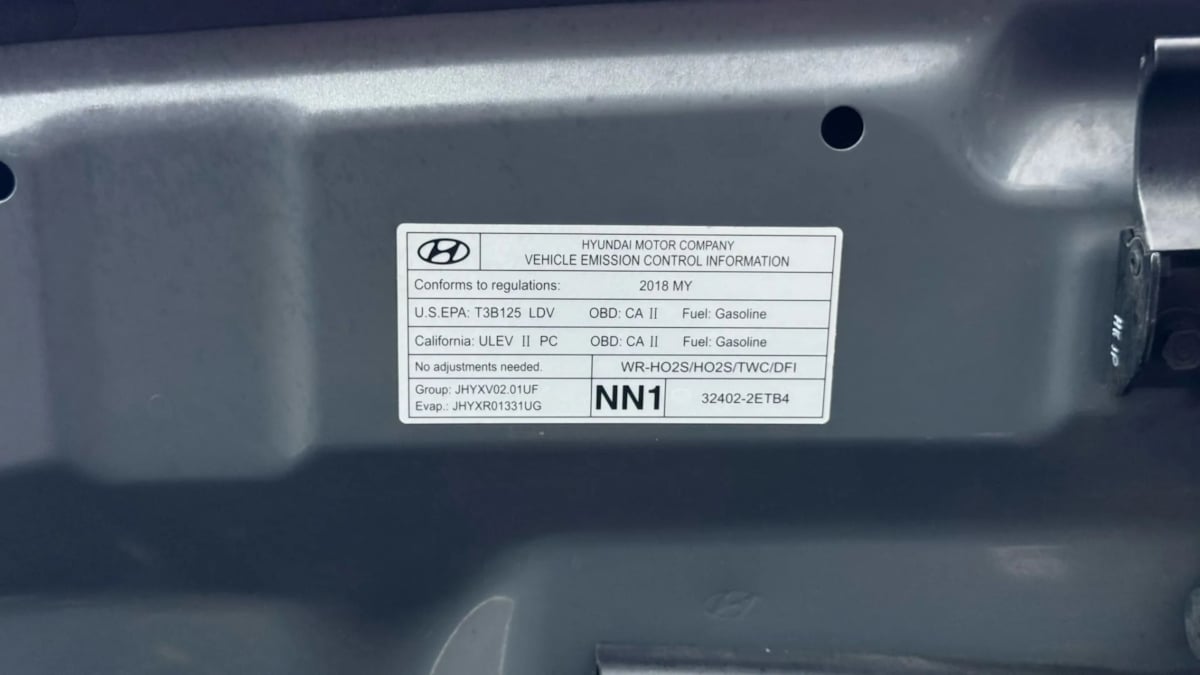 HYUNDAI MOTOR COMPANY
VEHICLE EMISSION CONTROL INFORMATION
Conforms to regulations: 2018 MY
U.S.EPA: T3B125 LDV OBD: CA II Fuel: Gasoline
California: ULEV II PC OBD: CA II Fuel: Gasoline
No adjustments needed. WR-HO2S/HO2S/TWC/DFI
Group: JHYXV02.01UF
Evap.: JHYXR01331UG
NN1
32402-2ETB4